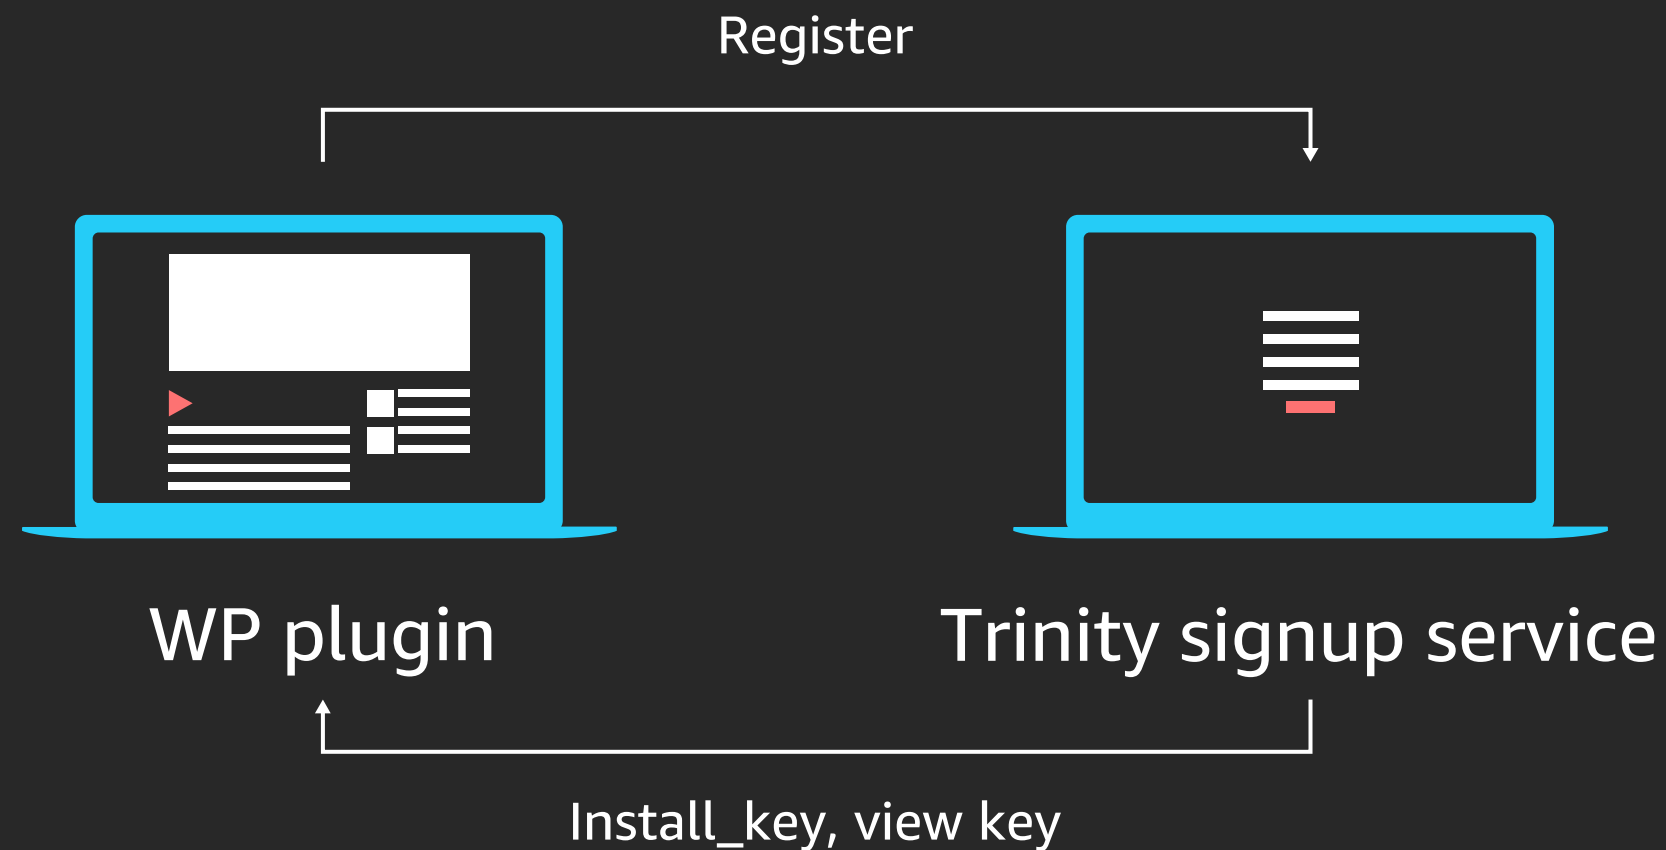 Register
WP plugin
Trinity signup service
Install_key, view key